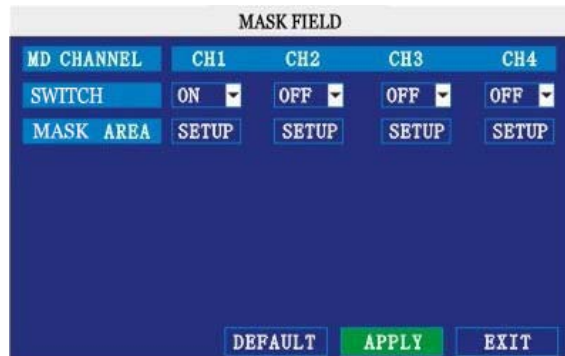 MASK FIELD
MD CHANNEL CH1 CH2 CH3 CH4
SWITCH ON OFF OFF OFF
MASK AREA SETUP SETUP SETUP SETUP
DEFAULT APPLY EXIT